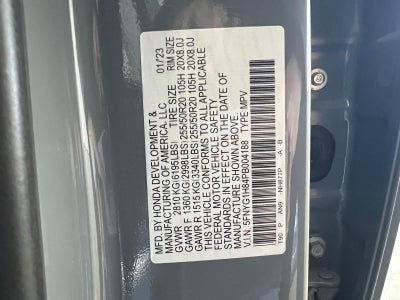 MFD. BY HONDA DEVELOPMENT & 01/23
MANUFACTURING OF AMERICA, LLC
GVWR 2810 KG(6195LBS) TIRE SIZE RIM SIZE
GAWR F 1360 KG(2998LBS) 255/50R20 105H 20X8.0J
GAWR R 1515 KG(3340LBS) 255/50R20 105H 20X8.0J
THIS VEHICLE CONFORMS TO ALL APPLICABLE
FEDERAL MOTOR VEHICLE SAFETY
STANDARDS IN EFFECT ON THE DATE OF
MANUFACTURE SHOWN ABOVE.
V.I.N. 5FNYG1H84PB004188 TYPE: MPV
T90 P AN9 - A -B